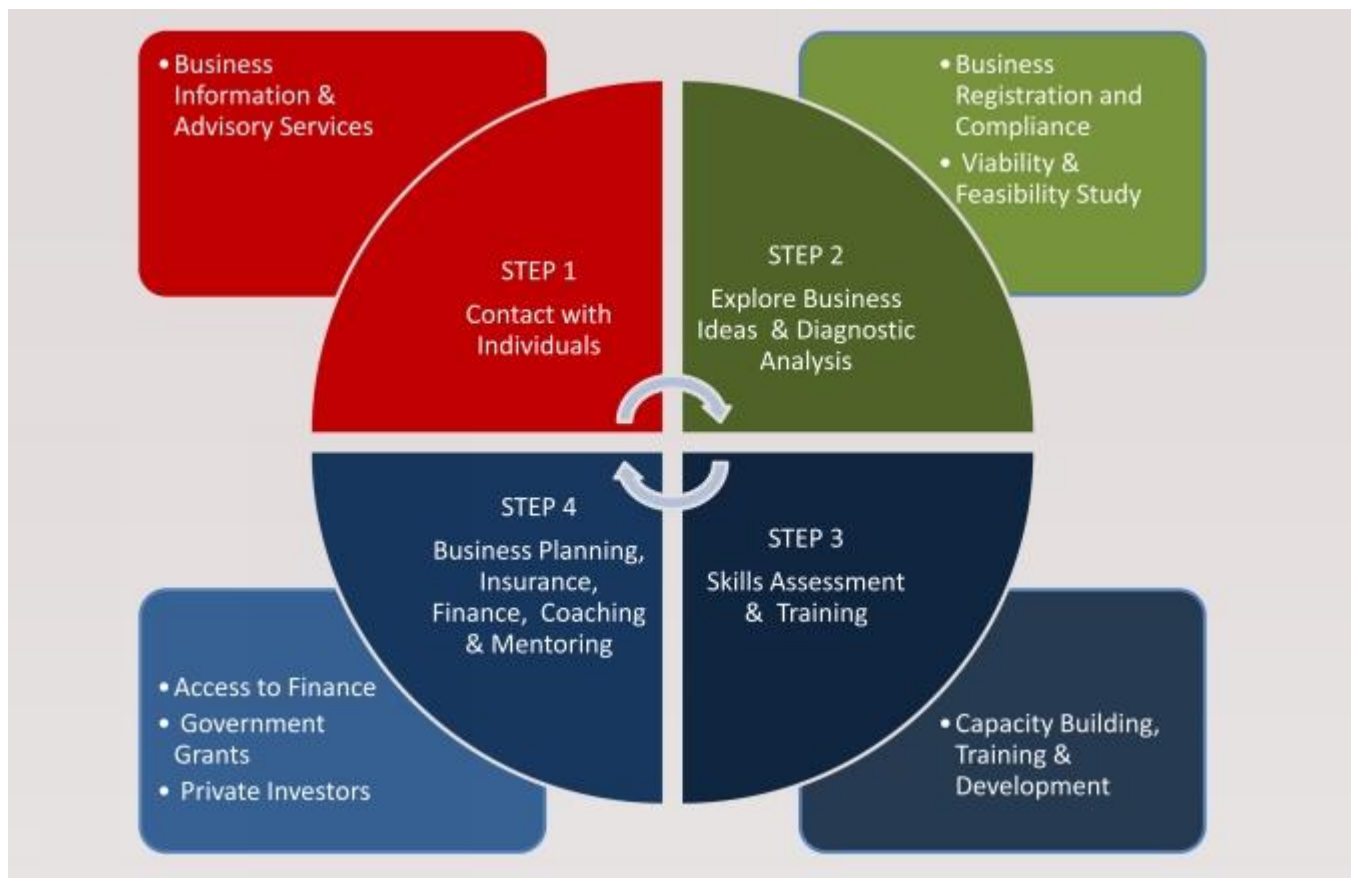 • Business
Information &
Advisory Services
• Business
Registration and
Compliance
• Viability &
Feasibility Study
STEP 1
Contact with
Individuals
STEP 2
Explore Business
Ideas & Diagnostic
Analysis
STEP 4
Business Planning,
Insurance,
Finance, Coaching
& Mentoring
STEP 3
Skills Assessment
& Training
• Access to Finance
• Government
Grants
• Private Investors
• Capacity Building,
Training &
Development